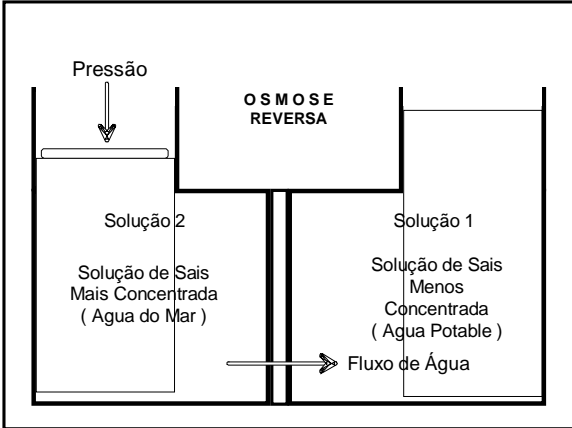 Pressão
O S M O S E
REVERSA
Solução 2
Solução de Sais
Mais Concentrada
( Agua do Mar )
Solução 1
Solução de Sais
Menos
Concentrada
( Agua Potable )
Fluxo de Água